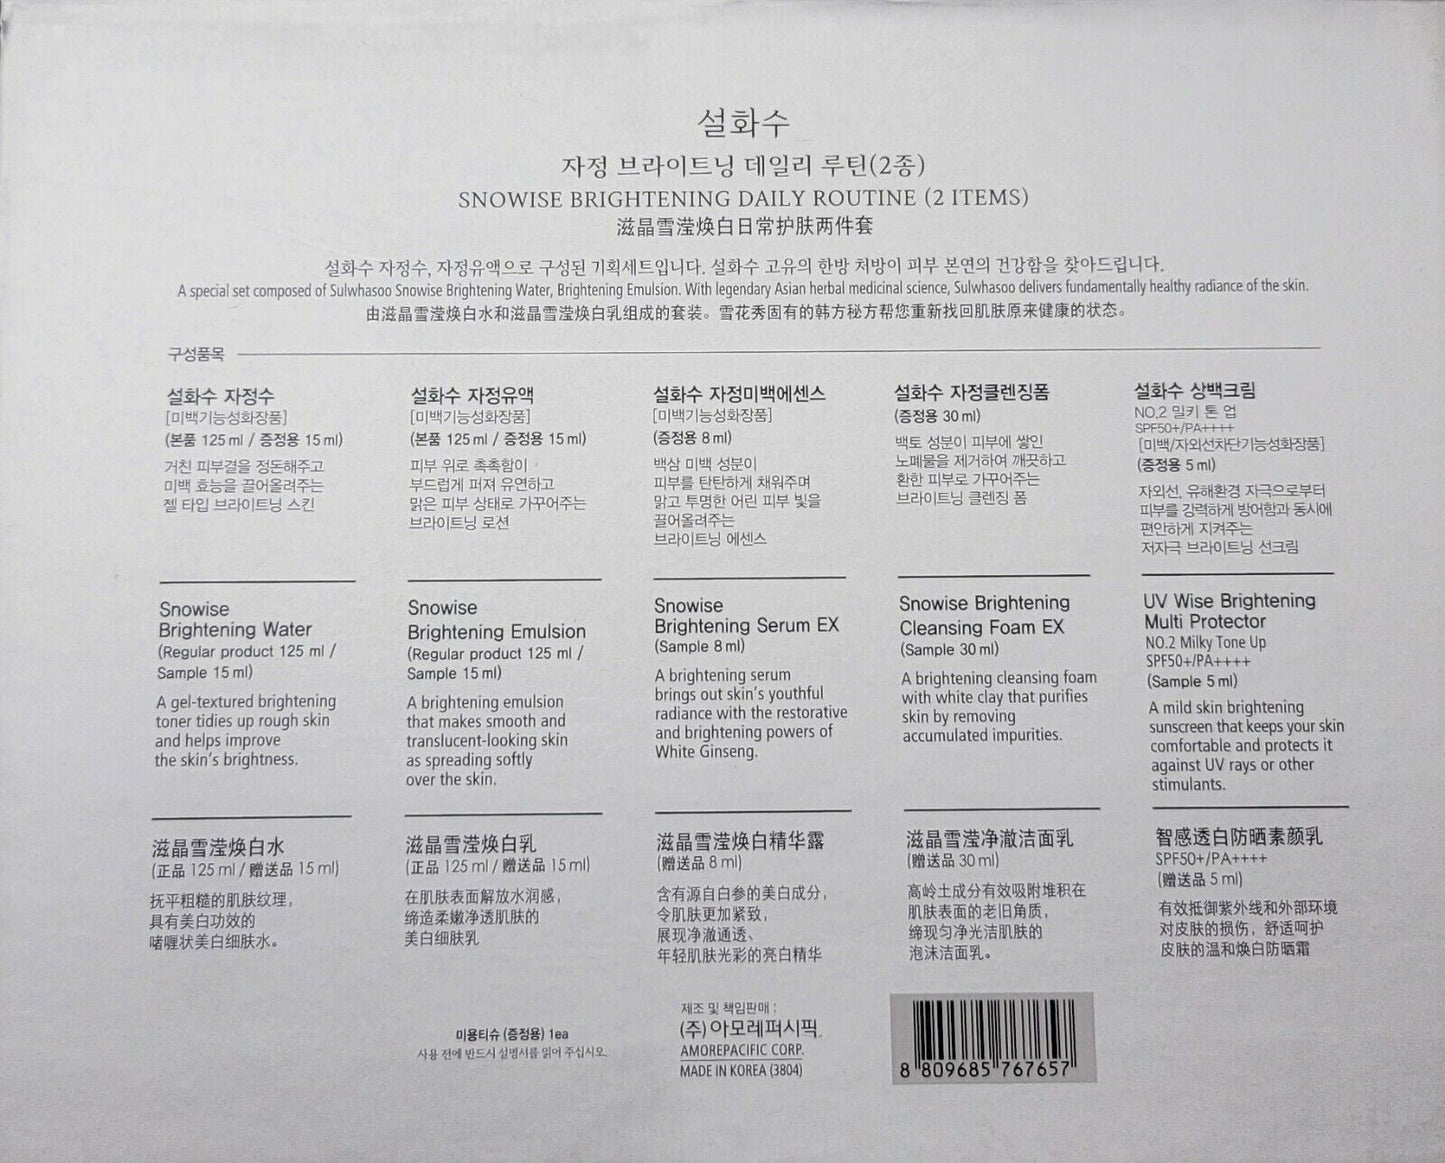 설화수
자정 브라이트닝 데일리 루틴(2종)
SNOWISE BRIGHTENING DAILY ROUTINE (2 ITEMS)
滋晶雪滢焕白日常护肤两件套
설화수 자정수, 자정유액으로 구성된 기획세트입니다. 설화수 고유의 한방 처방이 피부 본연의 건강함을 찾아드립니다.
A special set composed of Sulwhasoo Snowise Brightening Water, Brightening Emulsion. With legendary Asian herbal medicinal science, Sulwhasoo delivers fundamentally healthy radiance of the skin.
由滋晶雪滢焕白水和滋晶雪滢焕白乳组成的套装。雪花秀固有的韩方秘方帮您重新找回肌肤原来健康的状态。
구성품목
설화수 자정수
[미백기능성화장품]
(본품 125 ml / 증정용 15 ml)
거친 피부결을 정돈해주고
미백 효능을 끌어올려주는
젤 타입 브라이트닝 스킨
설화수 자정유액
[미백기능성화장품]
(본품 125 ml / 증정용 15 ml)
피부 위로 촉촉함이
부드럽게 퍼져 유연하고
맑은 피부 상태로 가꾸어주는
브라이트닝 로션
설화수 자정미백에센스
[미백기능성화장품]
(증정용 8 ml)
백삼 미백 성분이
피부를 탄탄하게 채워주며
맑고 투명한 어린 피부 빛을
끌어올려주는
브라이트닝 에센스
설화수 자정클렌징폼
(증정용 30 ml)
백토 성분이 피부에 쌓인
노폐물을 제거하여 깨끗하고
환한 피부로 가꾸어주는
브라이트닝 클렌징 폼
설화수 상백크림
NO.2 밀키 톤 업
SPF50+/PA++++
[미백/자외선차단기능성화장품]
(증정용 5 ml)
자외선, 유해환경 자극으로부터
피부를 강력하게 방어함과 동시에
편안하게 지켜주는
저자극 브라이트닝 선크림
Snowise
Brightening Water
(Regular product 125 ml /
Sample 15 ml)
A gel-textured brightening
toner tidies up rough skin
and helps improve
the skin's brightness.
Snowise
Brightening Emulsion
(Regular product 125 ml /
Sample 15 ml)
A brightening emulsion
that makes smooth and
translucent-looking skin
as spreading softly
over the skin.
Snowise
Brightening Serum EX
(Sample 8 ml)
A brightening serum
brings out skin's youthful
radiance with the restorative
and brightening powers of
White Ginseng.
Snowise Brightening
Cleansing Foam EX
(Sample 30 ml)
A brightening cleansing foam
with white clay that purifies
skin by removing
accumulated impurities.
UV Wise Brightening
Multi Protector
NO.2 Milky Tone Up
SPF50+/PA++++
(Sample 5 ml)
A mild skin brightening
sunscreen that keeps your skin
comfortable and protects it
against UV rays or other
stimulants.
滋晶雪滢焕白水
(正品 125 ml / 赠送品 15 ml)
抚平粗糙的肌肤纹理，
具有美白功效的
啫喱状美白细肤水。
滋晶雪滢焕白乳
(正品 125 ml / 赠送品 15 ml)
在肌肤表面解放水润感，
缔造柔嫩净透肌肤的
美白细肤乳
滋晶雪滢焕白精华露
(赠送品 8 ml)
含有源自白参的美白成分，
令肌肤更加紧致，
展现净澈通透、
年轻肌肤光彩的亮白精华
滋晶雪滢净澈洁面乳
(赠送品 30 ml)
高岭土成分有效吸附堆积在
肌肤表面的老旧角质，
缔现匀净光洁肌肤的
泡沫洁面乳。
智感透白防晒素颜乳
SPF50+/PA++++
(赠送品 5 ml)
有效抵御紫外线和外部环境
对皮肤的损伤，舒适呵护
皮肤的温和焕白防晒霜
미용티슈 (증정용) 1ea
사용 전에 반드시 설명서를 읽어 주십시오.
제조 및 책임판매 :
(주)아모레퍼시픽
AMOREPACIFIC CORP.
MADE IN KOREA (3804)
8 809685 767657